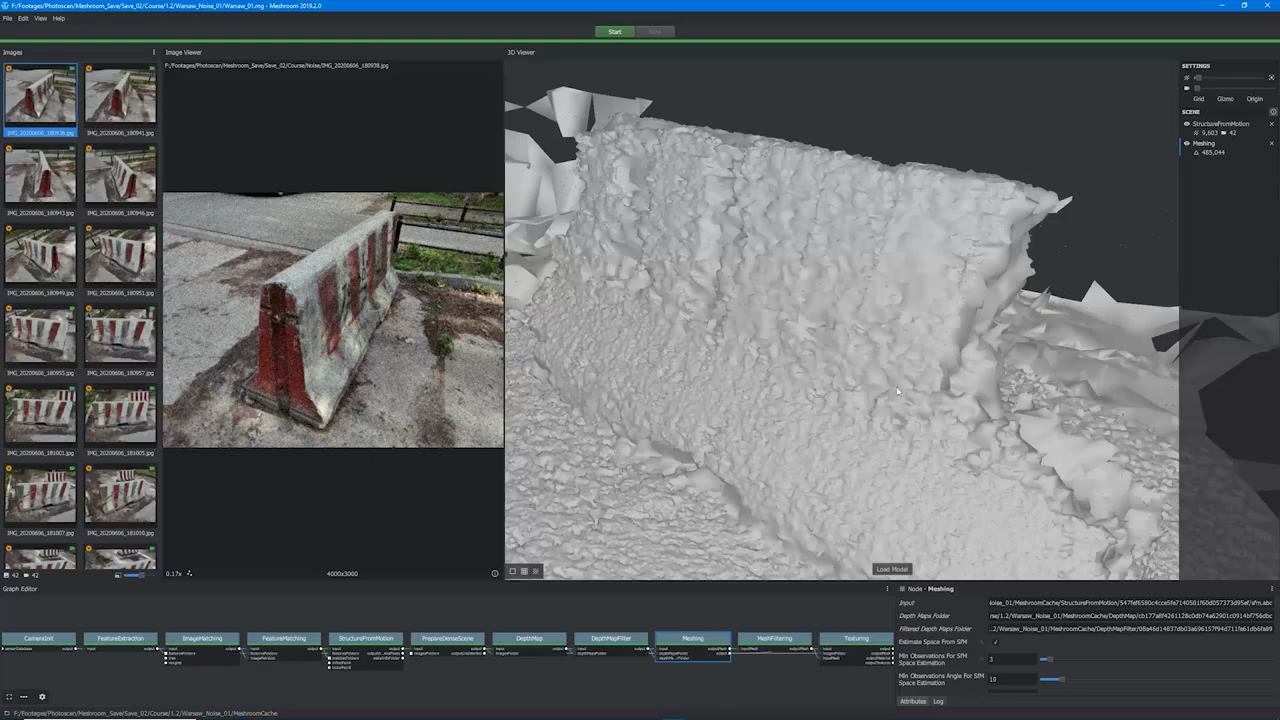 F:/Footages/Photoscan/Meshroom_Save/Save_02/Course/1.2/Warsaw_Noise_01/Warsaw_01.mg - Meshroom 2019.2.0
File Edit View Help
Start
Images
Image Viewer
3D Viewer
F:/Footages/Photoscan/Meshroom_Save/Save_02/Course/Noise/IMG_20200606_180938.jpg
SETTINGS
Grid Gizmo Origin
SCENE
StructureFromMotion
9,603 42
Meshing
485,044
IMG_20200606_180938.jpg IMG_20200606_180941.jpg
IMG_20200606_180943.jpg IMG_20200606_180946.jpg
IMG_20200606_180949.jpg IMG_20200606_180951.jpg
IMG_20200606_180955.jpg IMG_20200606_180957.jpg
IMG_20200606_181001.jpg IMG_20200606_181005.jpg
IMG_20200606_181007.jpg IMG_20200606_181010.jpg
42 42
0.17x
4000x3000
Load Model
Graph Editor
Node - Meshing
CameraInit FeatureExtraction ImageMatching FeatureMatching StructureFromMotion PrepareDenseScene DepthMap DepthMapFilter Meshing MeshFiltering Texturing
Input
Depth Maps Folder
Filtered Depth Maps Folder
Estimate Space From SfM
Min Observations For SfM Space Estimation 3
Min Observations Angle For SfM Space Estimation 10
Attributes Log
F:/Footages/Photoscan/Meshroom_Save/Save_02/Course/1.2/Warsaw_Noise_01/MeshroomCache